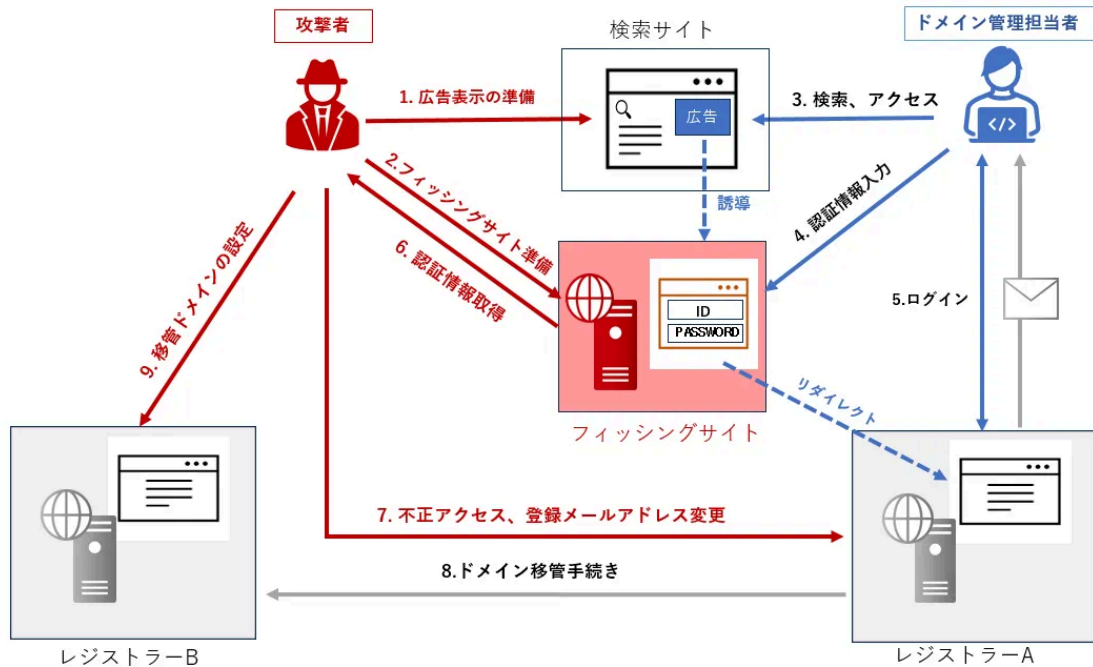 攻撃者
検索サイト
ドメイン管理担当者
1. 広告表示の準備
広告
3. 検索、アクセス
</>
2.フィッシングサイト準備
誘導
4. 認証情報入力
6. 認証情報取得
ID
PASSWORD
5.ログイン
9. 移管ドメインの設定
リダイレクト
フィッシングサイト
7. 不正アクセス、登録メールアドレス変更
8.ドメイン移管手続き
レジストラーB
レジストラーA